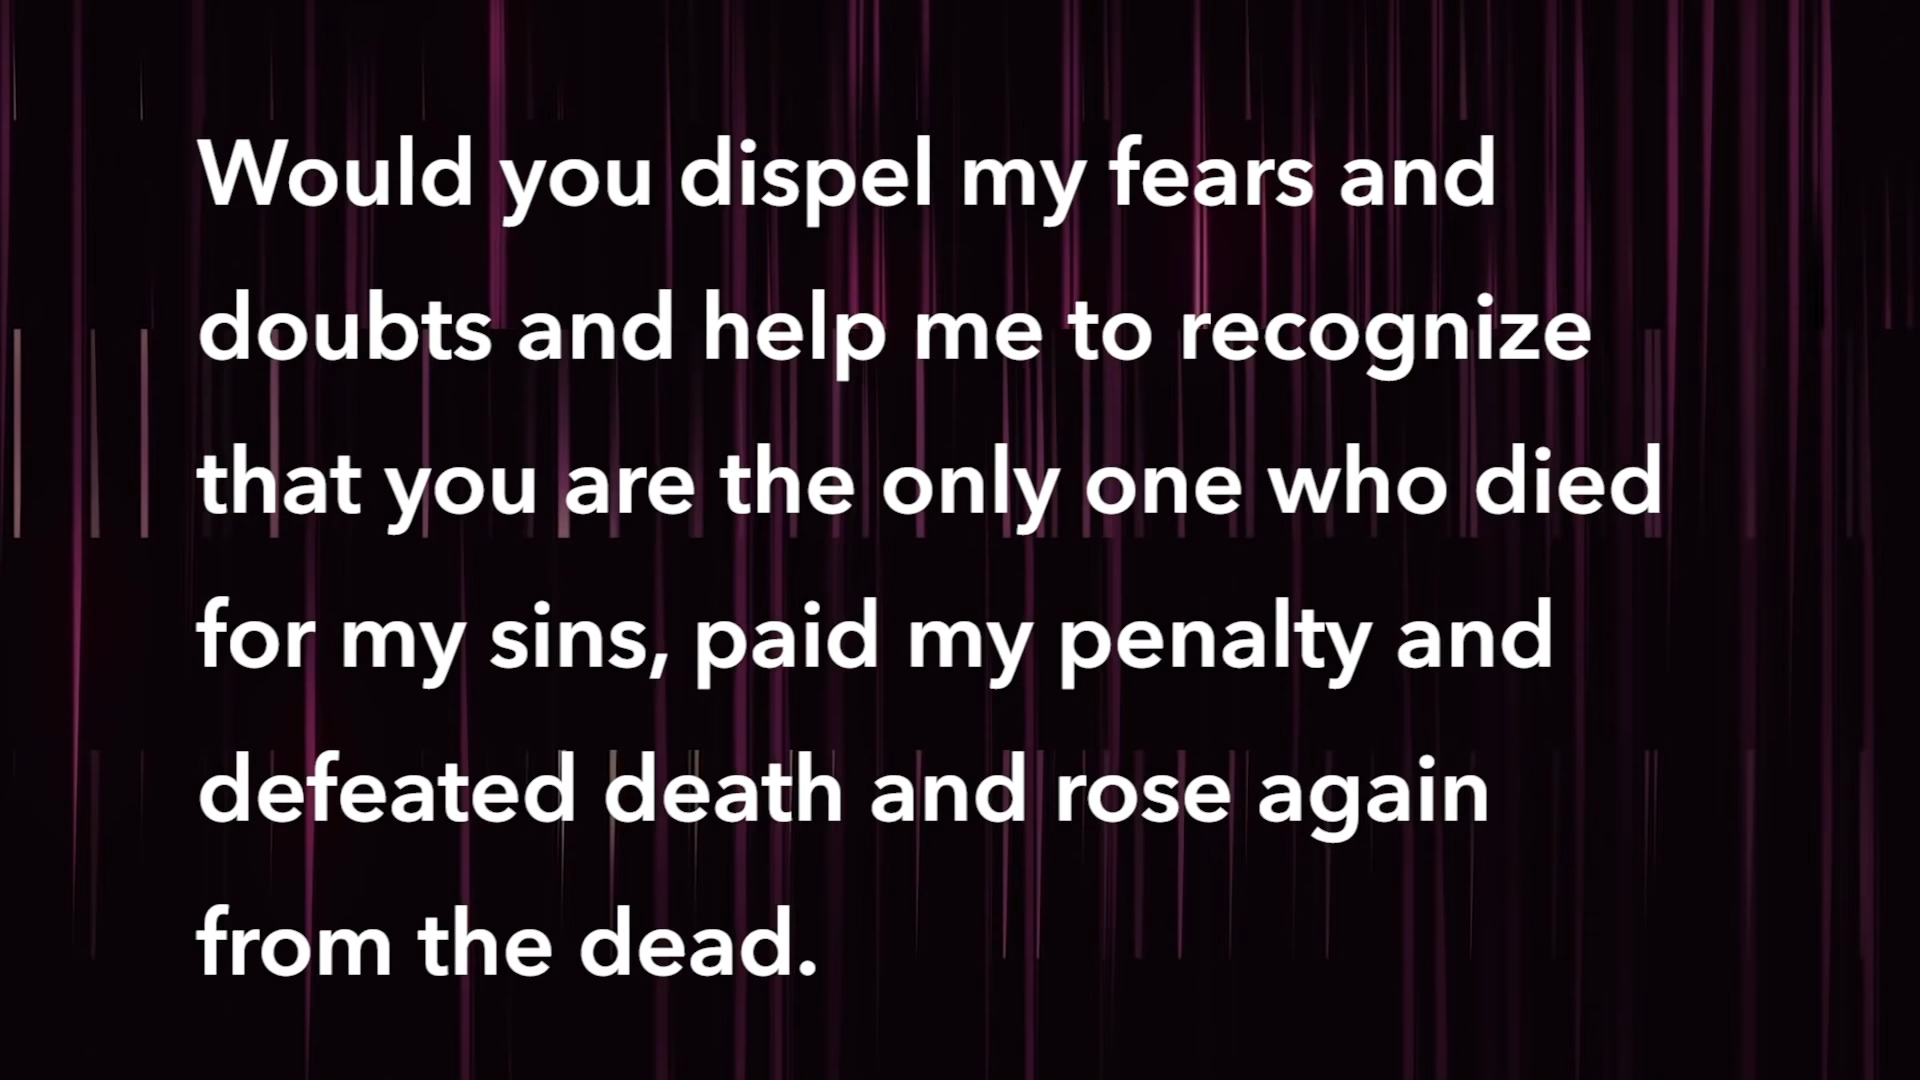 Would you dispel my fears and
doubts and help me to recognize
that you are the only one who died
for my sins, paid my penalty and
defeated death and rose again
from the dead.